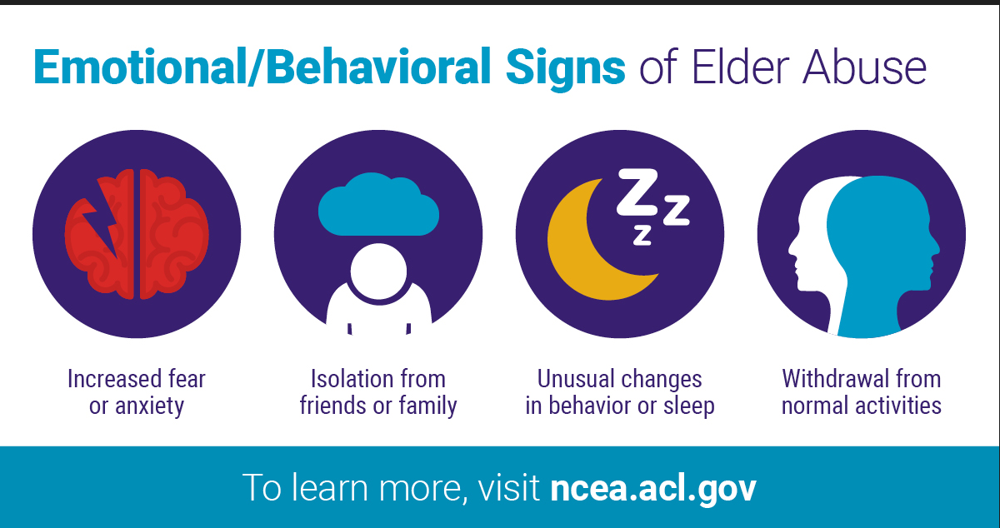 Emotional/Behavioral Signs of Elder Abuse
Z Z
Z
Increased fear
or anxiety
Isolation from
friends or family
Unusual changes
in behavior or sleep
Withdrawal from
normal activities
To learn more, visit ncea.acl.gov